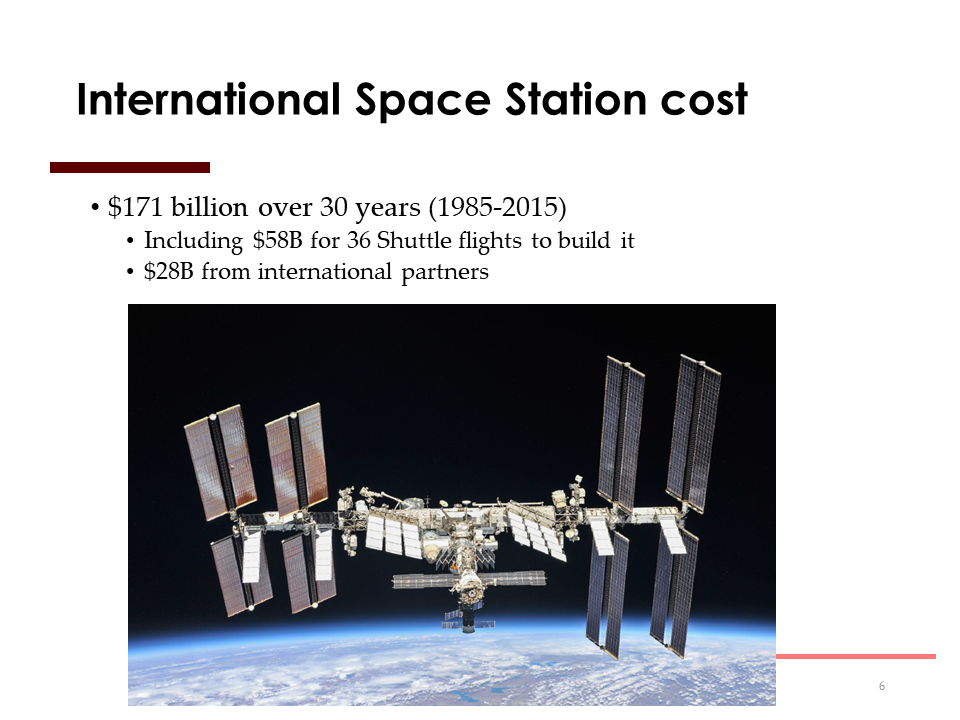 International Space Station cost
• $171 billion over 30 years (1985-2015)
• Including $58B for 36 Shuttle flights to build it
• $28B from international partners
6